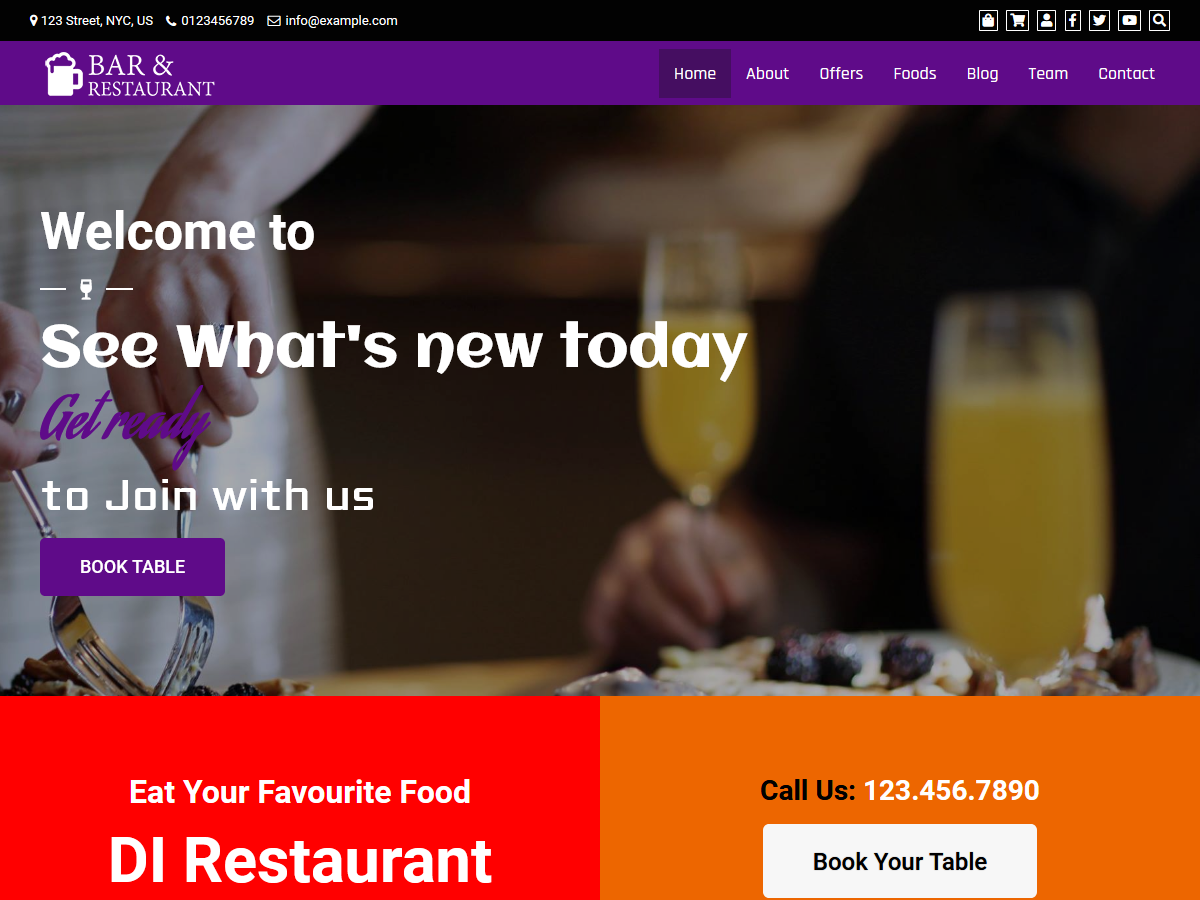 123 Street, NYC, US 0123456789 info@example.com
BAR &
RESTAURANT
Home About Offers Foods Blog Team Contact
Welcome to
See What's new today
Get ready
to Join with us
BOOK TABLE
Eat Your Favourite Food
DI Restaurant
Call Us: 123.456.7890
Book Your Table